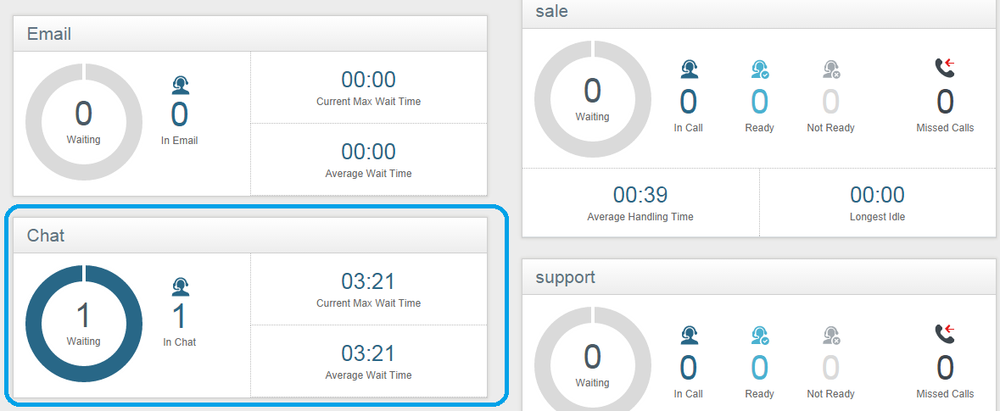 Email
0
Waiting
0
In Email
00:00
Current Max Wait Time
00:00
Average Wait Time
Chat
1
Waiting
1
In Chat
03:21
Current Max Wait Time
03:21
Average Wait Time
sale
0
Waiting
0
In Call
0
Ready
0
Not Ready
0
Missed Calls
00:39
Average Handling Time
00:00
Longest Idle
support
0
Waiting
0
In Call
0
Ready
0
Not Ready
0
Missed Calls